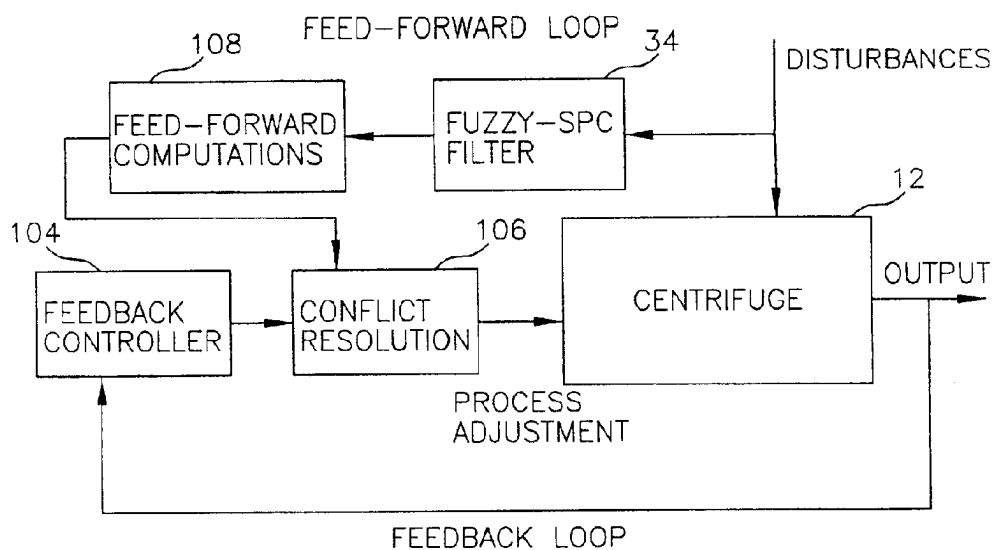 FEED-FORWARD LOOP
108
34
DISTURBANCES
FEED-FORWARD
COMPUTATIONS
FUZZY-SPC
FILTER
12
104
106
OUTPUT
FEEDBACK
CONTROLLER
CONFLICT
RESOLUTION
CENTRIFUGE
PROCESS
ADJUSTMENT
FEEDBACK LOOP